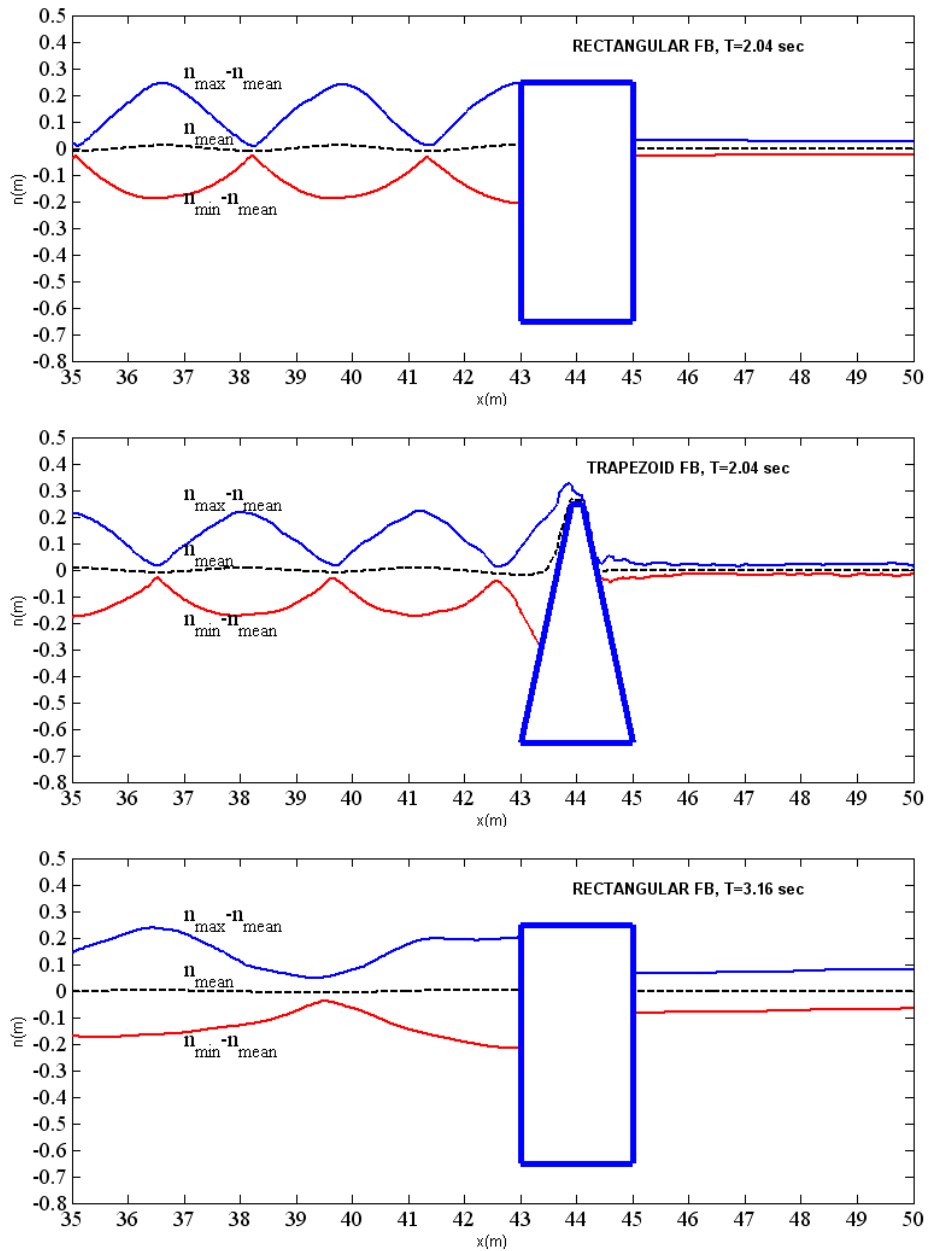 0.5
RECTANGULAR FB, T=2.04 sec
0.4
0.3
n max -n mean
0.2
0.1
n mean
0
-0.1
n min -n mean
-0.2
-0.3
-0.4
-0.5
-0.6
-0.7
-0.8
n(m)
35 36 37 38 39 40 41 42 43 44 45 46 47 48 49 50
x(m)
0.5
TRAPEZOID FB, T=2.04 sec
0.4
0.3
n max -n mean
0.2
0.1
n mean
0
-0.1
n min -n mean
-0.2
-0.3
-0.4
-0.5
-0.6
-0.7
-0.8
n(m)
35 36 37 38 39 40 41 42 43 44 45 46 47 48 49 50
x(m)
0.5
RECTANGULAR FB, T=3.16 sec
0.4
0.3
n max -n mean
0.2
0.1
n mean
0
-0.1
n min -n mean
-0.2
-0.3
-0.4
-0.5
-0.6
-0.7
-0.8
n(m)
35 36 37 38 39 40 41 42 43 44 45 46 47 48 49 50
x(m)